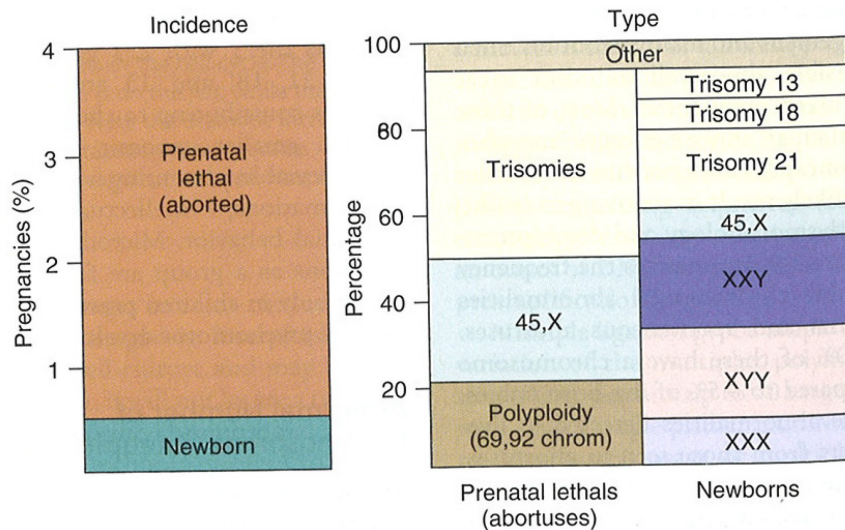 Incidence
4
3
2
1
Pregnancies (%)
Prenatal
lethal
(aborted)
Newborn
Type
100
80
60
40
20
Percentage
Other
Trisomies
45,X
Polyploidy
(69,92 chrom)
Trisomy 13
Trisomy 18
Trisomy 21
45,X
XXY
XYY
XXX
Prenatal lethals
(abortuses)
Newborns